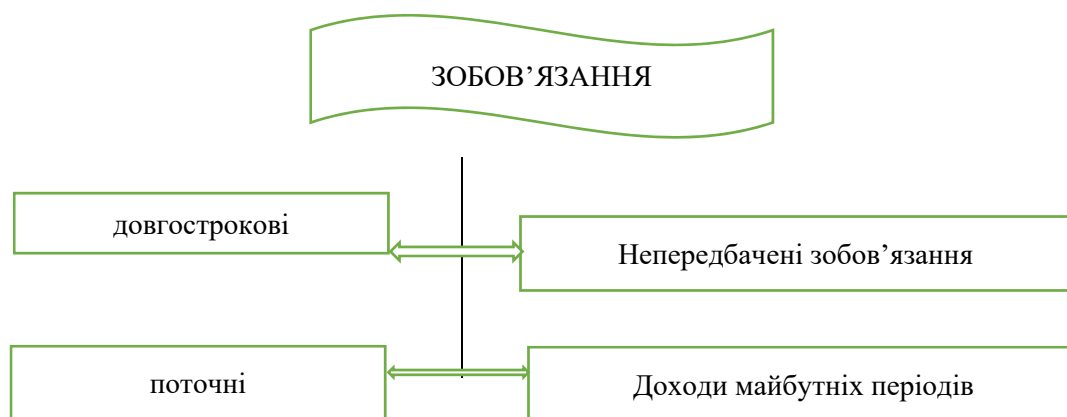 ЗОБОВ’ЯЗАННЯ
довгострокові
Непередбачені зобов’язання
поточні
Доходи майбутніх періодів